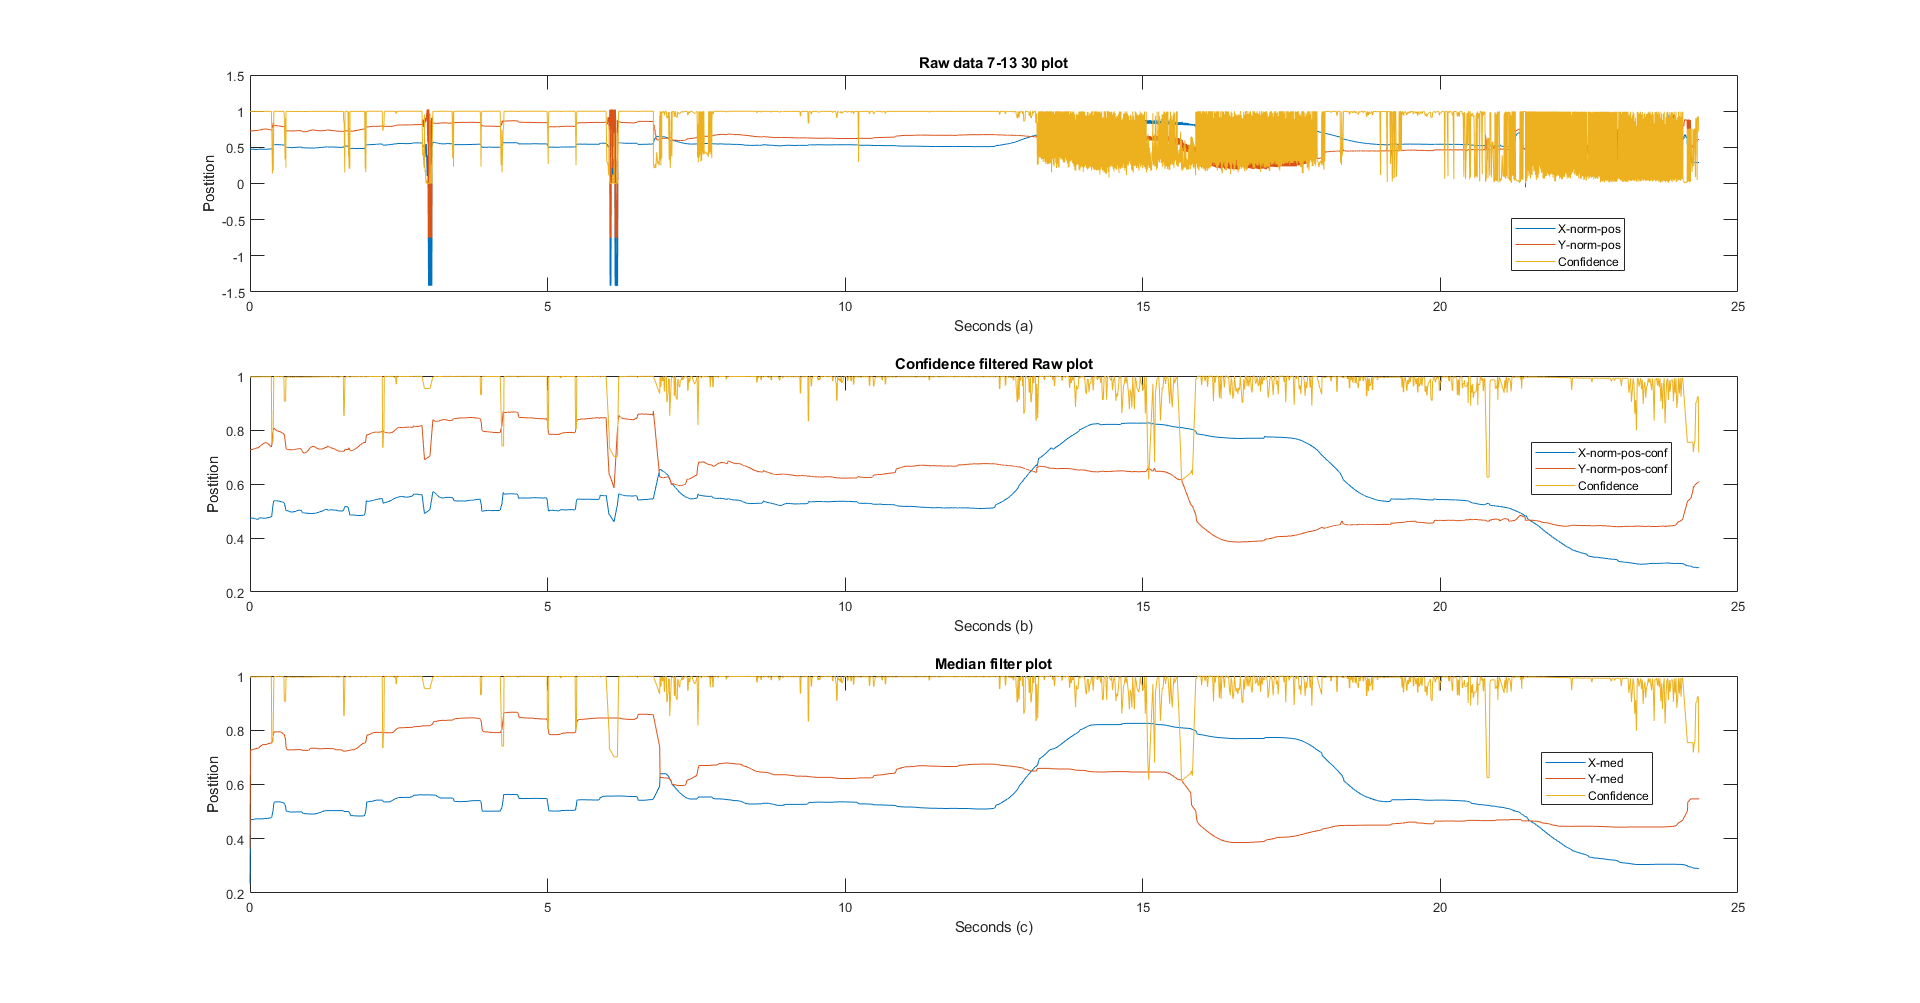 Raw data 7-13 30 plot
1.5
1
0.5
0
-0.5
-1
-1.5
Postition
X-norm-pos
Y-norm-pos
Confidence
0 5 10 15 20 25
Seconds (a)
Confidence filtered Raw plot
1
0.8
0.6
0.4
0.2
Postition
X-norm-pos-conf
Y-norm-pos-conf
Confidence
0 5 10 15 20 25
Seconds (b)
Median filter plot
1
0.8
0.6
0.4
0.2
Postition
X-med
Y-med
Confidence
0 5 10 15 20 25
Seconds (c)